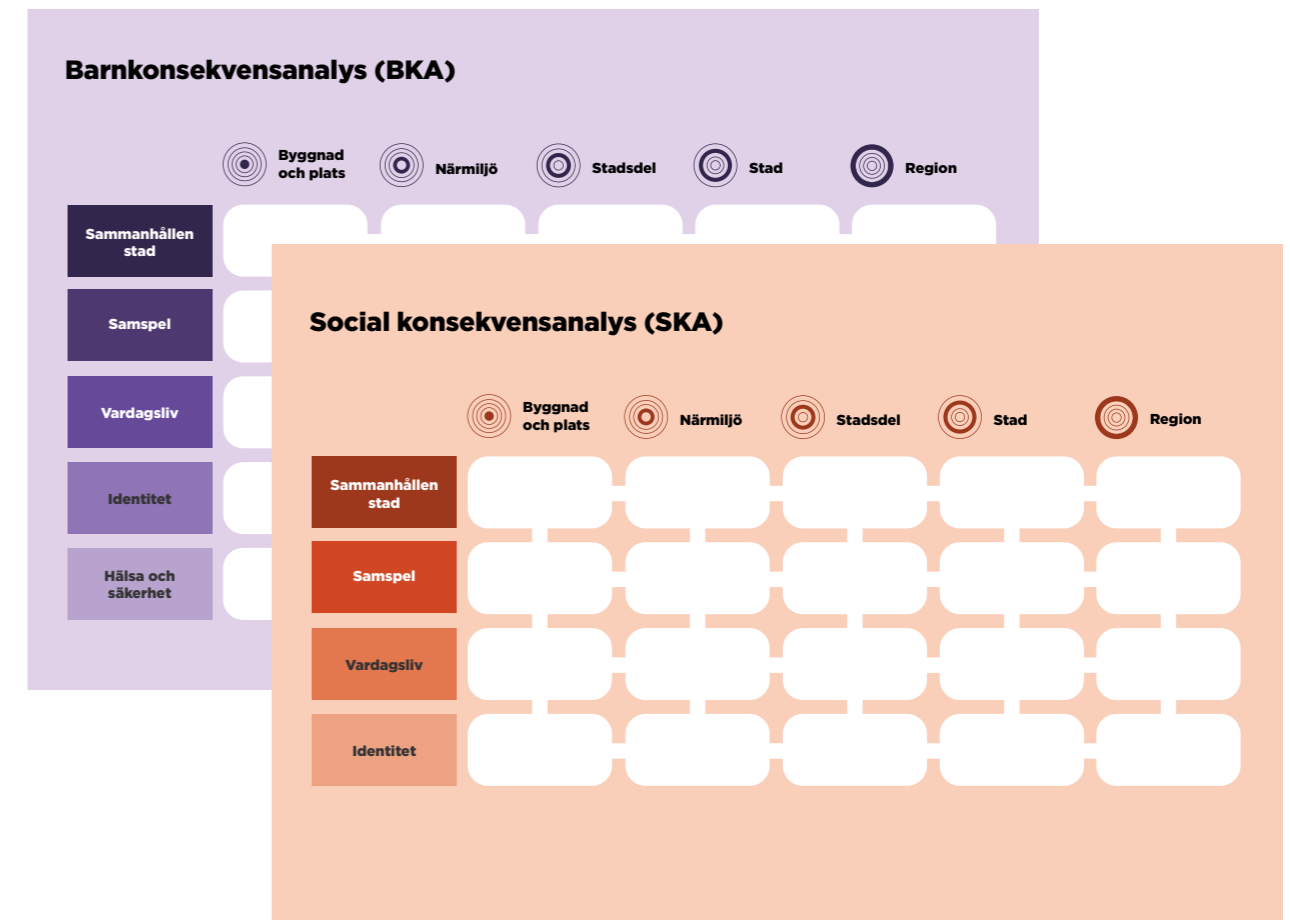 Barnkonsekvensanalys (BKA)
Byggnad
och plats
Närmiljö
Stadsdel
Stad
Region
Sammanhållen
stad
Samspel
Vardagsliv
Identitet
Hälsa och
säkerhet
Social konsekvensanalys (SKA)
Byggnad
och plats
Närmiljö
Stadsdel
Stad
Region
Sammanhållen
stad
Samspel
Vardagsliv
Identitet